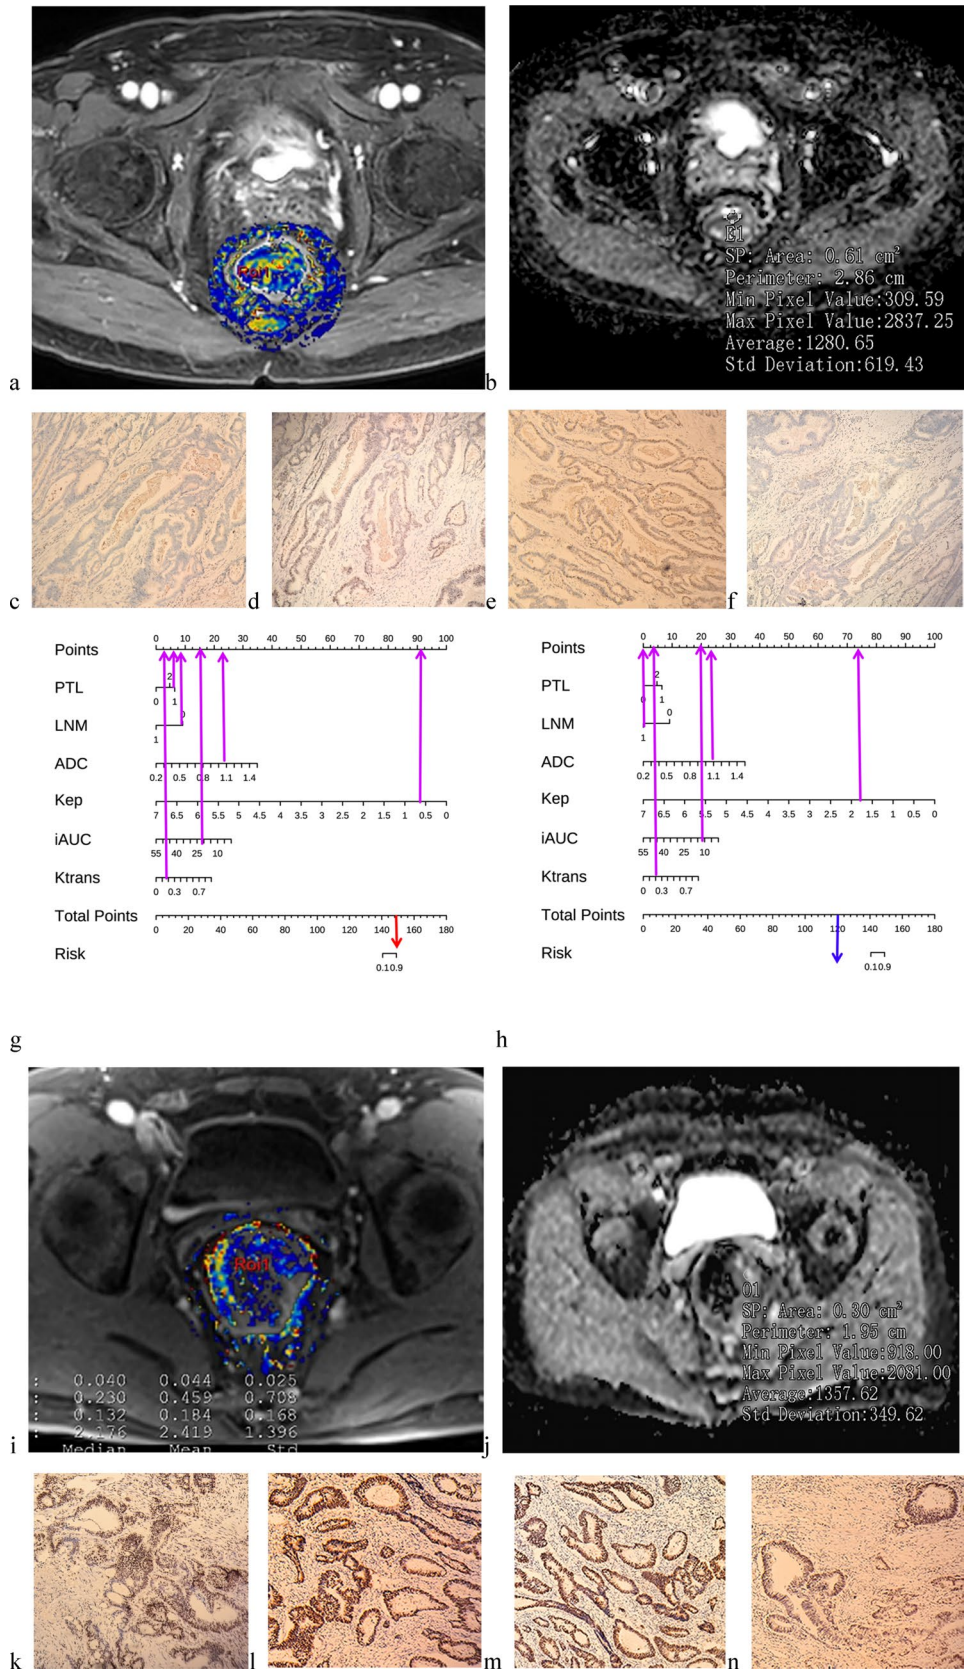 RoI1
a
b
E1
SP: Area: 0.61 cm²
Perimeter: 2.86 cm
Min Pixel Value:309.59
Max Pixel Value:2837.25
Average:1280.65
Std Deviation:619.43
c
d
e
f
Points
0 10 20 30 40 50 60 70 80 90 100
PTL
2
0 1
LNM
0
1
ADC
0.2 0.5 0.8 1.1 1.4
Kep
7 6.5 6 5.5 5 4.5 4 3.5 3 2.5 2 1.5 1 0.5 0
iAUC
55 40 25 10
Ktrans
0 0.3 0.7
Total Points
0 20 40 60 80 100 120 140 160 180
Risk
0.10.9
g
Points
0 10 20 30 40 50 60 70 80 90 100
PTL
2
0 1
LNM
0
1
ADC
0.2 0.5 0.8 1.1 1.4
Kep
7 6.5 6 5.5 5 4.5 4 3.5 3 2.5 2 1.5 1 0.5 0
iAUC
55 40 25 10
Ktrans
0 0.3 0.7
Total Points
0 20 40 60 80 100 120 140 160 180
Risk
0.10.9
h
RoI1
: 0.040 0.044 0.025
: 0.230 0.459 0.708
: 0.132 0.184 0.168
: 2.176 2.419 1.396
Median Mean Std
i
j
01
SP: Area: 0.30 cm²
Perimeter: 1.95 cm
Min Pixel Value:918.00
Max Pixel Value:2081.00
Average:1357.62
Std Deviation:349.62
k
l
m
n